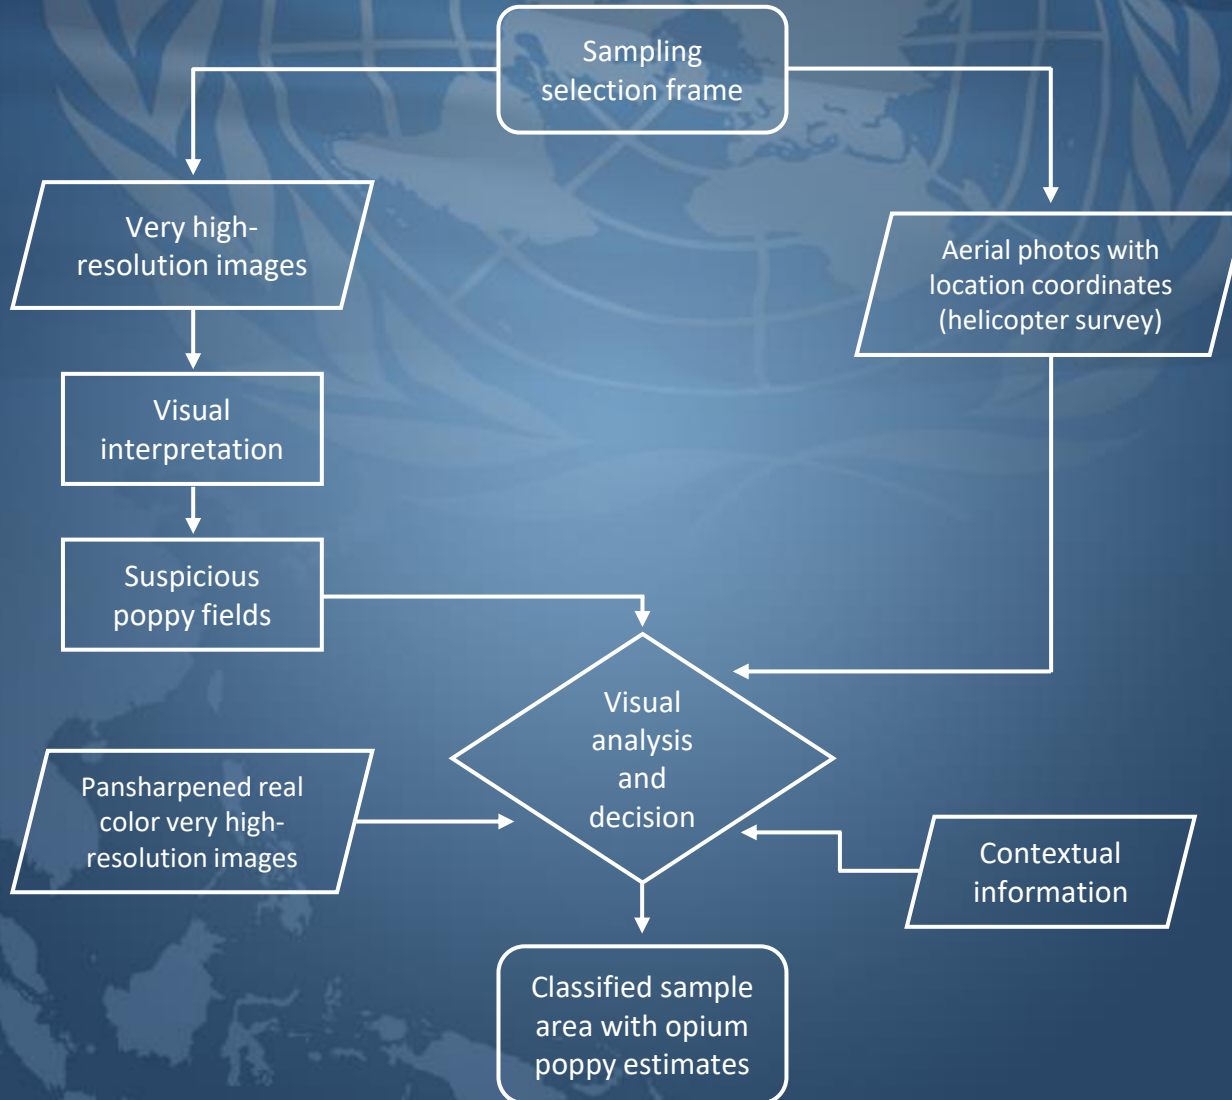 Sampling
selection frame
Very high-
resolution images
Aerial photos with
location coordinates
(helicopter survey)
Visual
interpretation
Suspicious
poppy fields
Visual
analysis
and
decision
Pansharpened real
color very high-
resolution images
Contextual
information
Classified sample
area with opium
poppy estimates